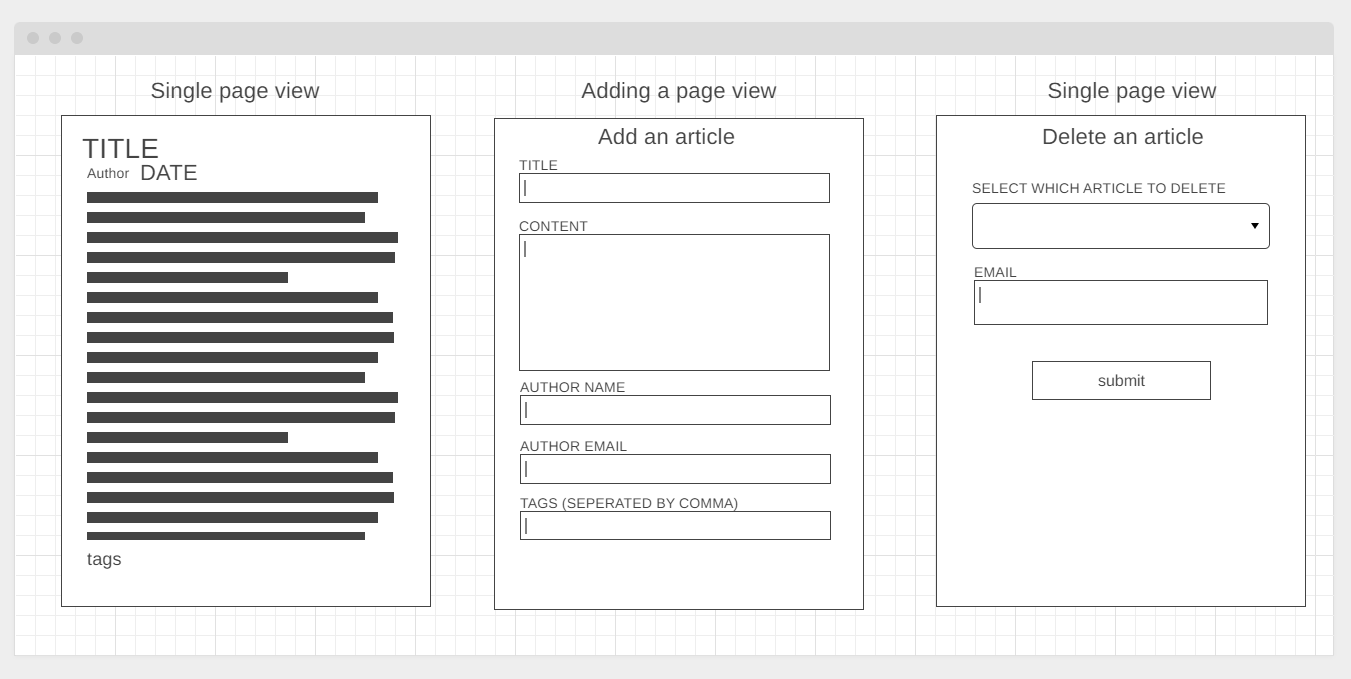 Single page view
TITLE
Author DATE
tags
Adding a page view
Add an article
TITLE
CONTENT
AUTHOR NAME
AUTHOR EMAIL
TAGS (SEPERATED BY COMMA)
Single page view
Delete an article
SELECT WHICH ARTICLE TO DELETE
EMAIL
submit